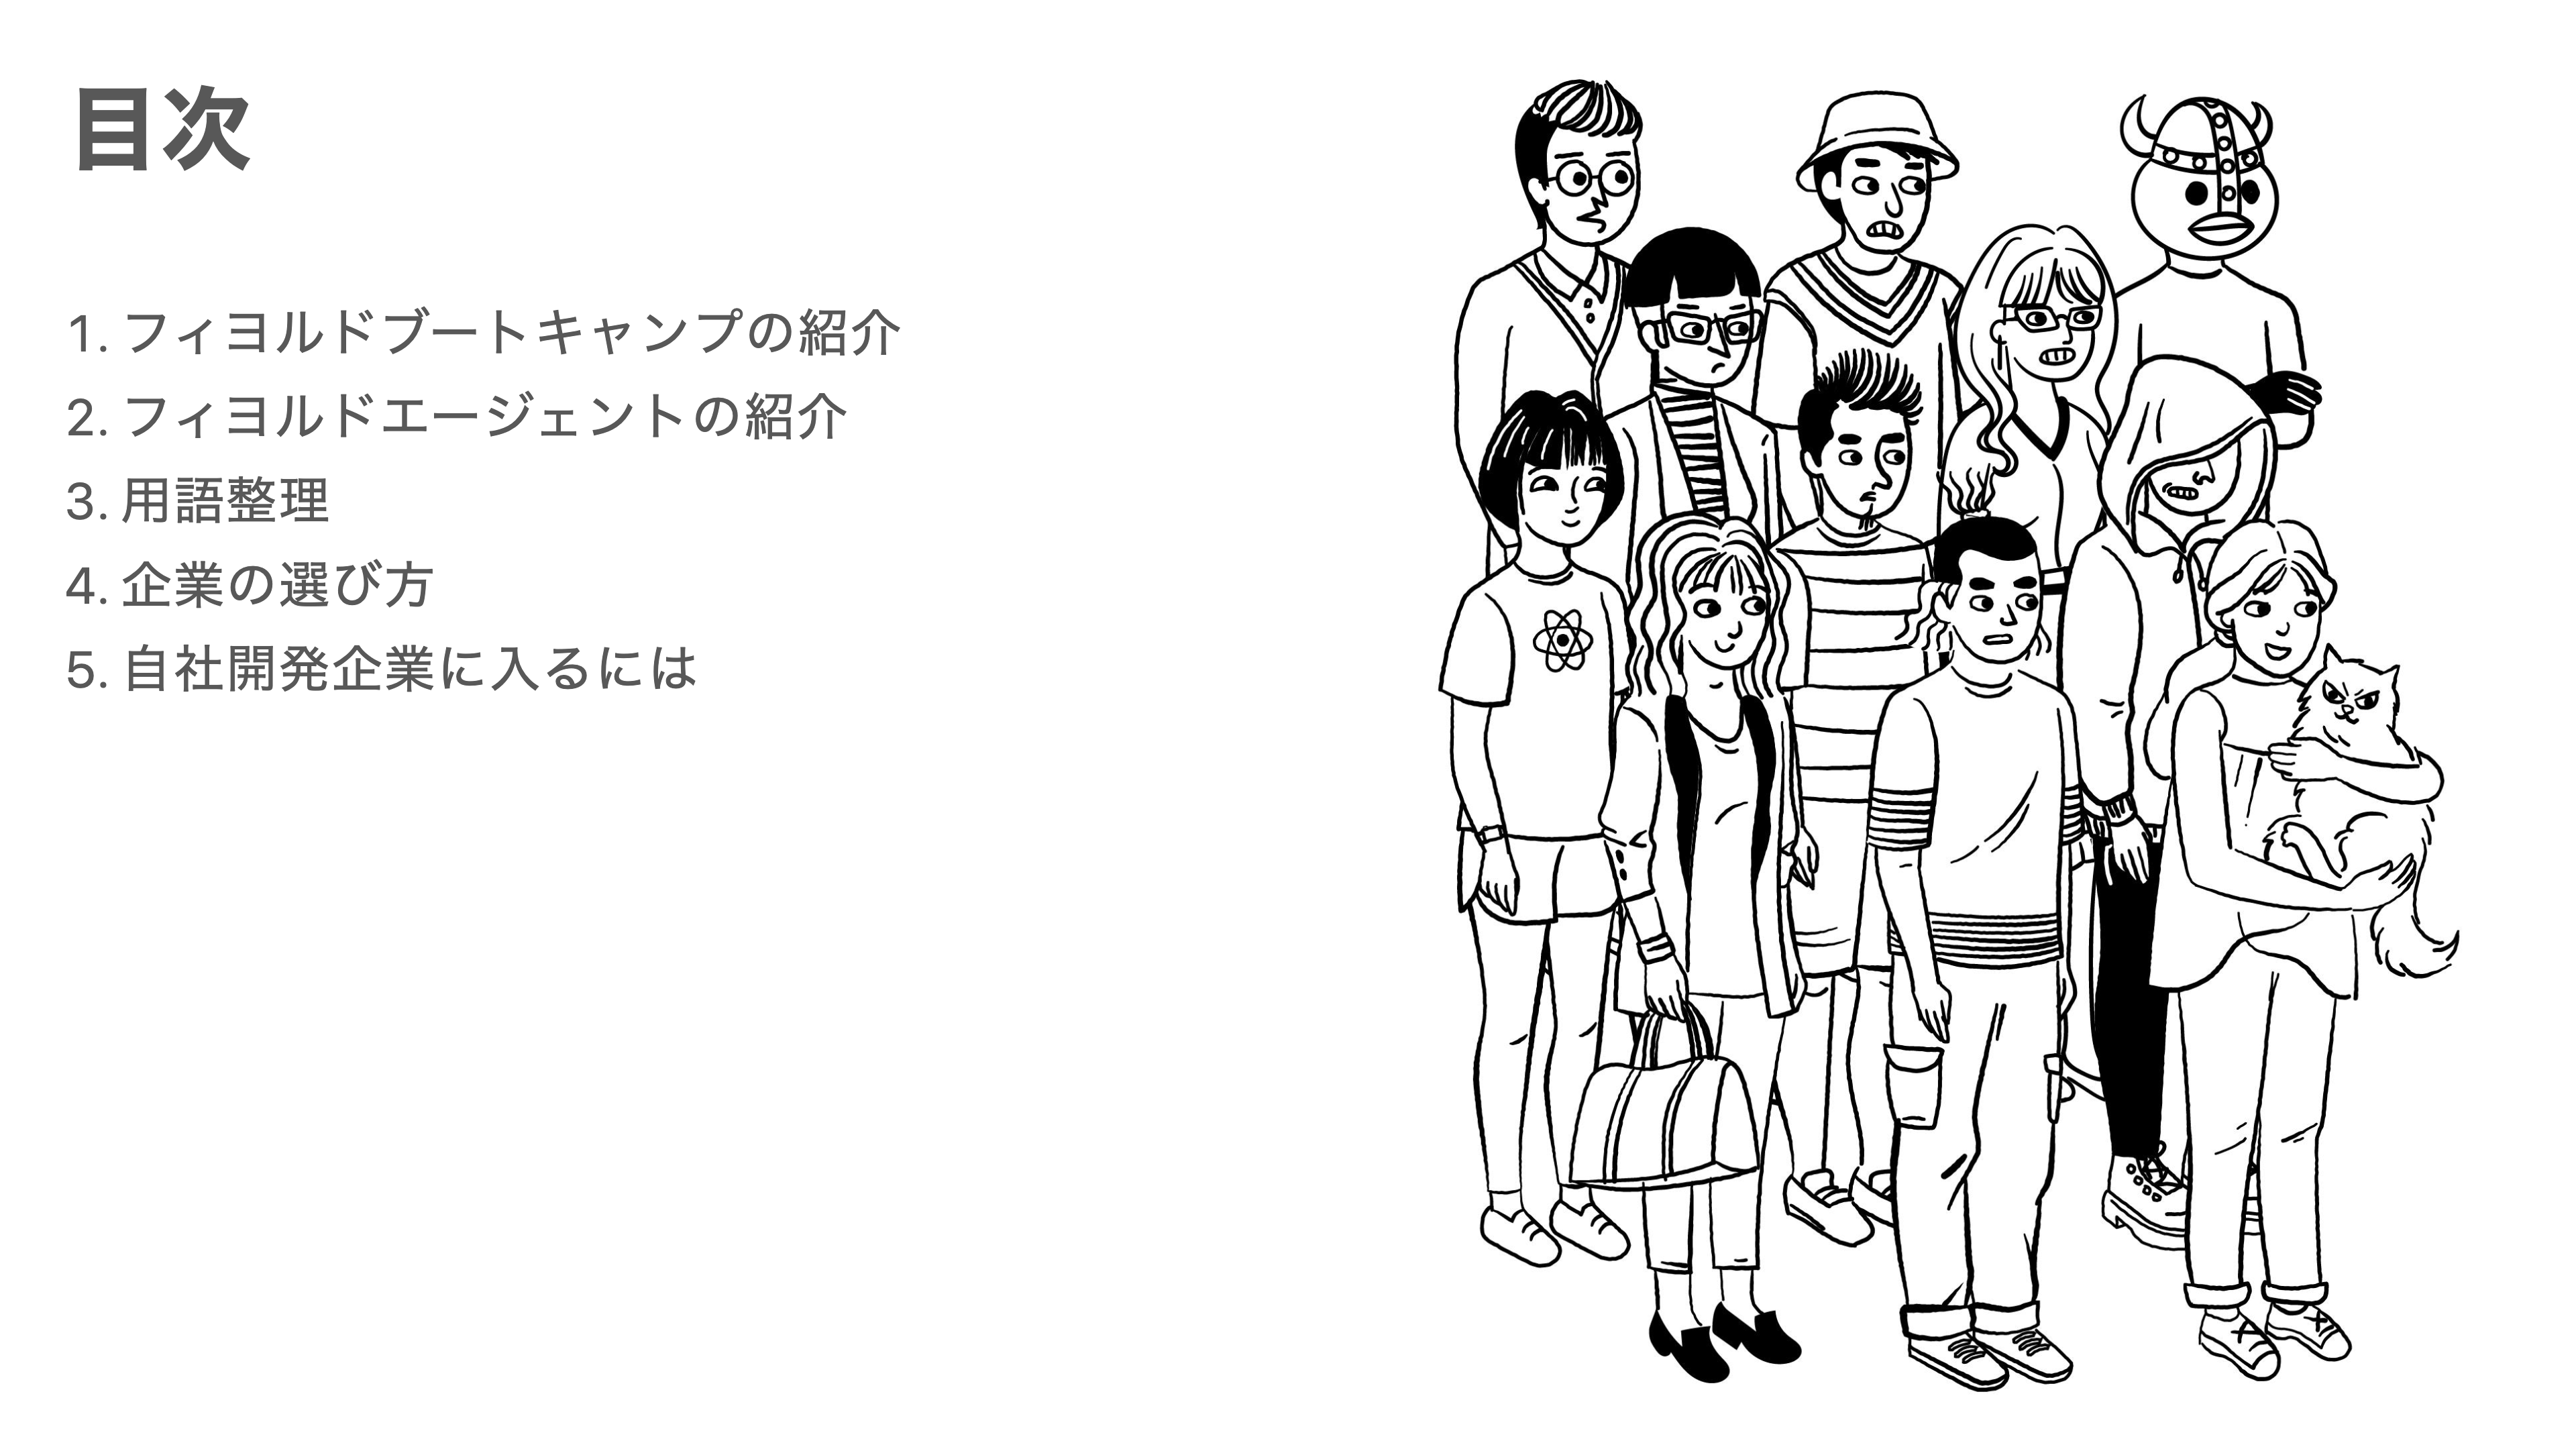 目次
1. フィヨルドブートキャンプの紹介
2. フィヨルドエージェントの紹介
3. 用語整理
4. 企業の選び方
5. 自社開発企業に入るには